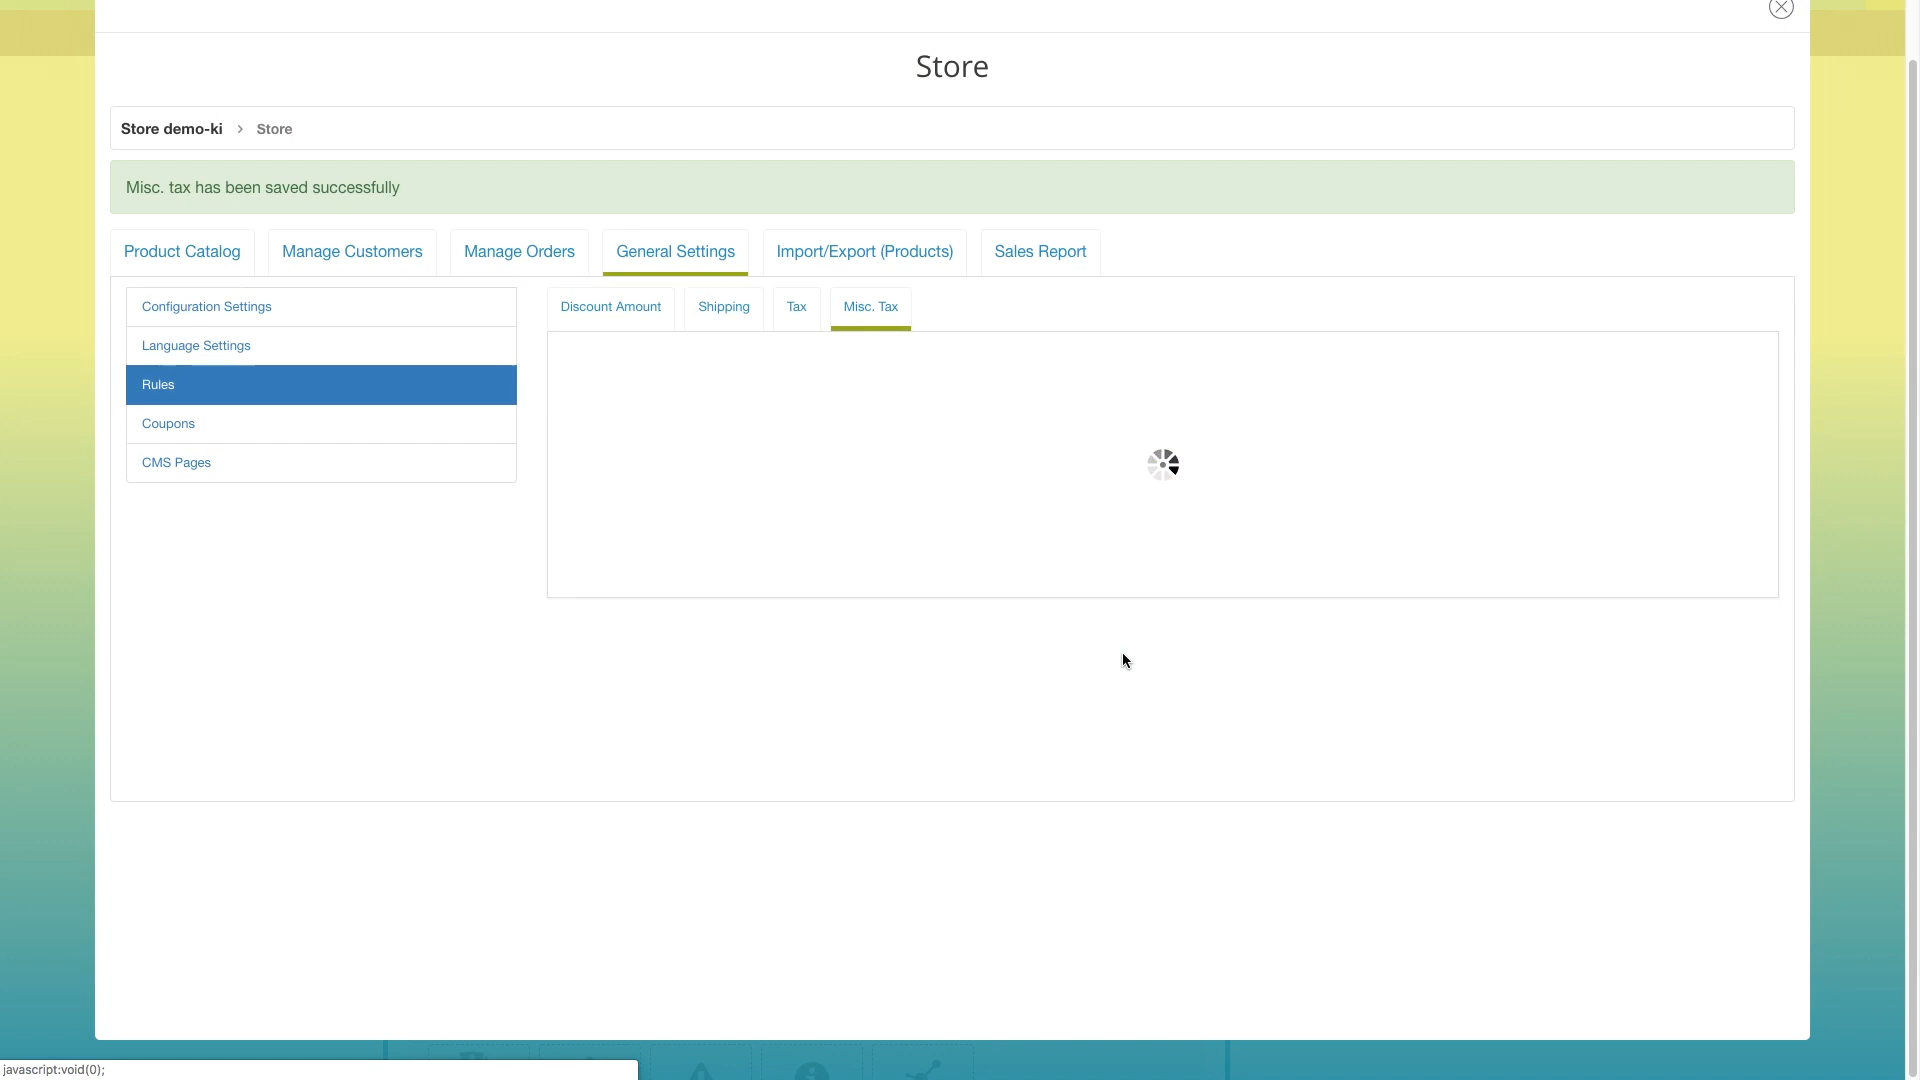 Store
Store demo-ki > Store
Misc. tax has been saved successfully
Product Catalog
Manage Customers
Manage Orders
General Settings
Import/Export (Products)
Sales Report
Configuration Settings
Language Settings
Rules
Coupons
CMS Pages
Discount Amount
Shipping
Tax
Misc. Tax
javascript:void(0);